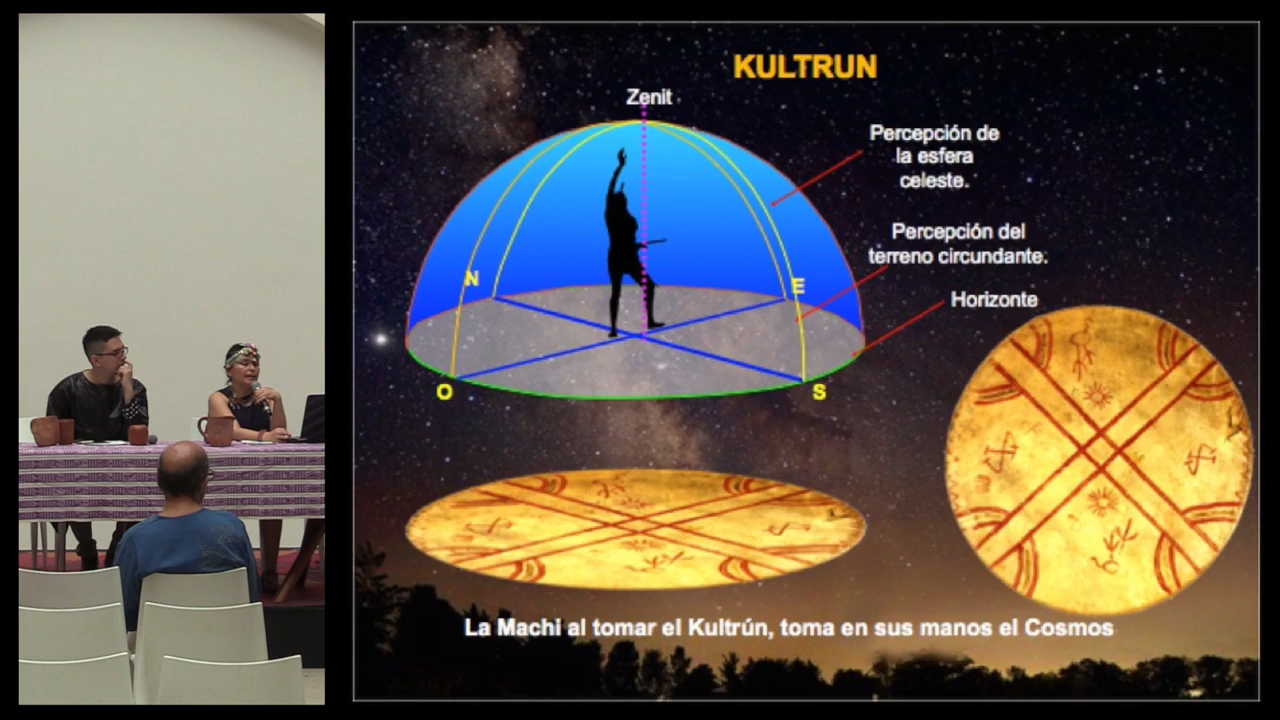 KULTRUN
Zenit
Percepción de
la esfera
celeste.
Percepción del
terreno circundante.
Horizonte
N
E
O
S
La Machi al tomar el Kultrún, toma en sus manos el Cosmos